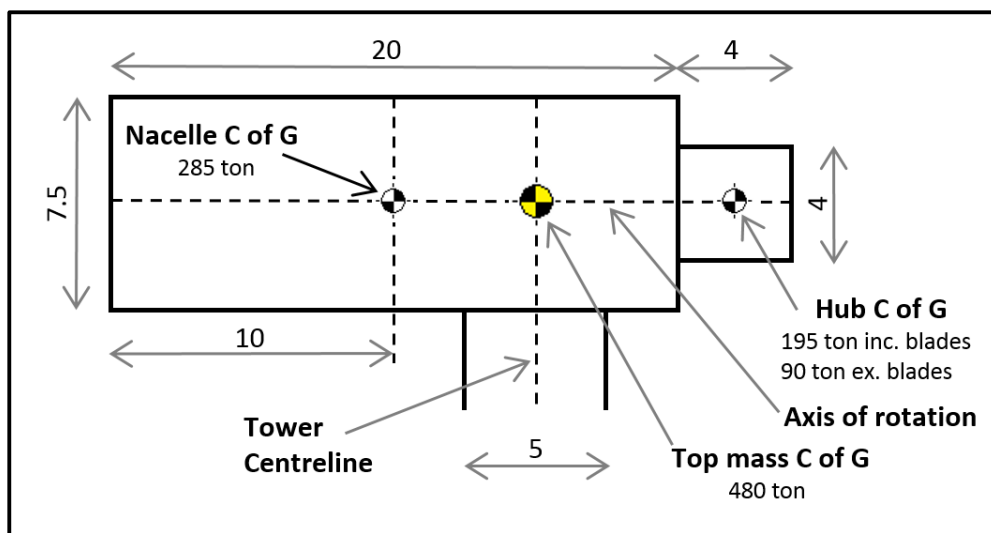 20
4
Nacelle C of G
285 ton
7.5
4
Hub C of G
195 ton inc. blades
90 ton ex. blades
10
Axis of rotation
Tower
Centreline
5
Top mass C of G
480 ton